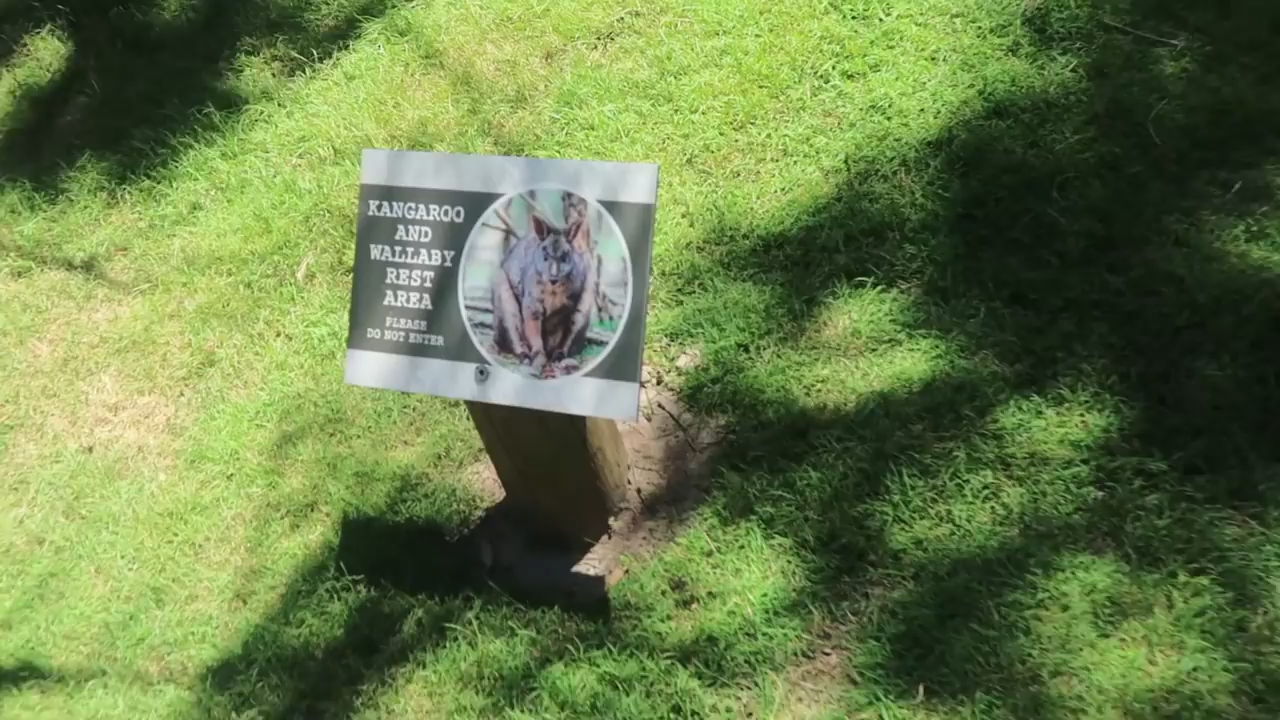 KANGAROO
AND
WALLABY
REST
AREA
PLEASE
DO NOT ENTER